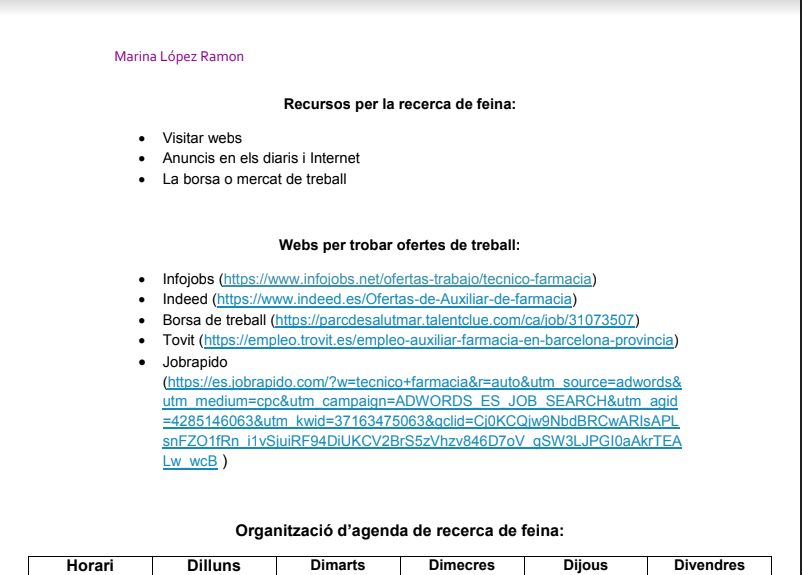 Marina López Ramon
Recursos per la recerca de feina:
• Visitar webs
• Anuncis en els diaris i Internet
• La borsa o mercat de treball
Webs per trobar ofertes de treball:
• Infojobs (https://www.infojobs.net/ofertas-trabajo/tecnico-farmacia)
• Indeed (https://www.indeed.es/Ofertas-de-Auxiliar-de-farmacia)
• Borsa de treball (https://parcdesalutmar.talentclue.com/ca/job/31073507)
• Tovit (https://empleo.trovit.es/empleo-auxiliar-farmacia-en-barcelona-provincia)
• Jobrapido
(https://es.jobrapido.com/?w=tecnico+farmacia&r=auto&utm_source=adwords&
utm_medium=cpc&utm_campaign=ADWORDS_ES_JOB_SEARCH&utm_agid
=4285146063&utm_kwid=37163475063&gclid=Cj0KCQjw9NbdBRCwARIsAPL
snFZO1fRn_i1vSjuiRF94DiUKCV2BrS5zVhzv846D7oV_gSW3LJPGI0aAkrTEA
Lw_wcB )
Organització d’agenda de recerca de feina:
Horari Dilluns Dimarts Dimecres Dijous Divendres